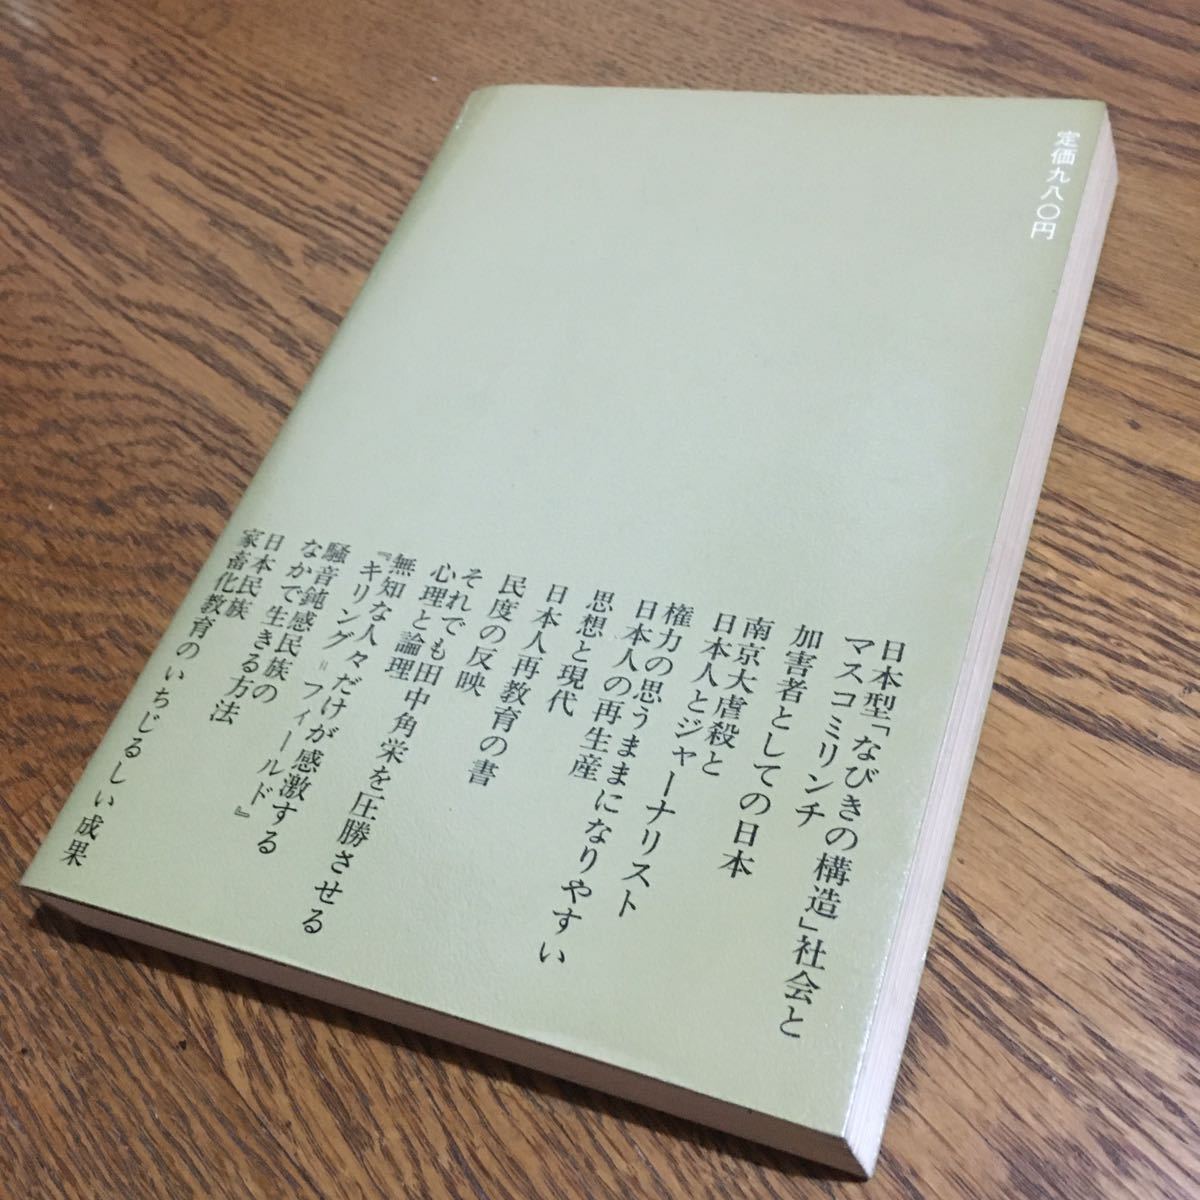 定価九八〇円
日本型「なびきの構造」社会と
マスコミリンチ
加害者としての日本
南京大虐殺と
日本人とジャーナリスト
権力の思うままになりやすい
日本人の再生産
思想と現代
日本人再教育の書
民度の反映
それでも田中角栄を圧勝させる
心理と論理
無知な人々だけが感激する
『キリング＝フィールド』
騒音鈍感民族の
なかで生きる方法
日本民族
家畜化教育のいちじるしい成果